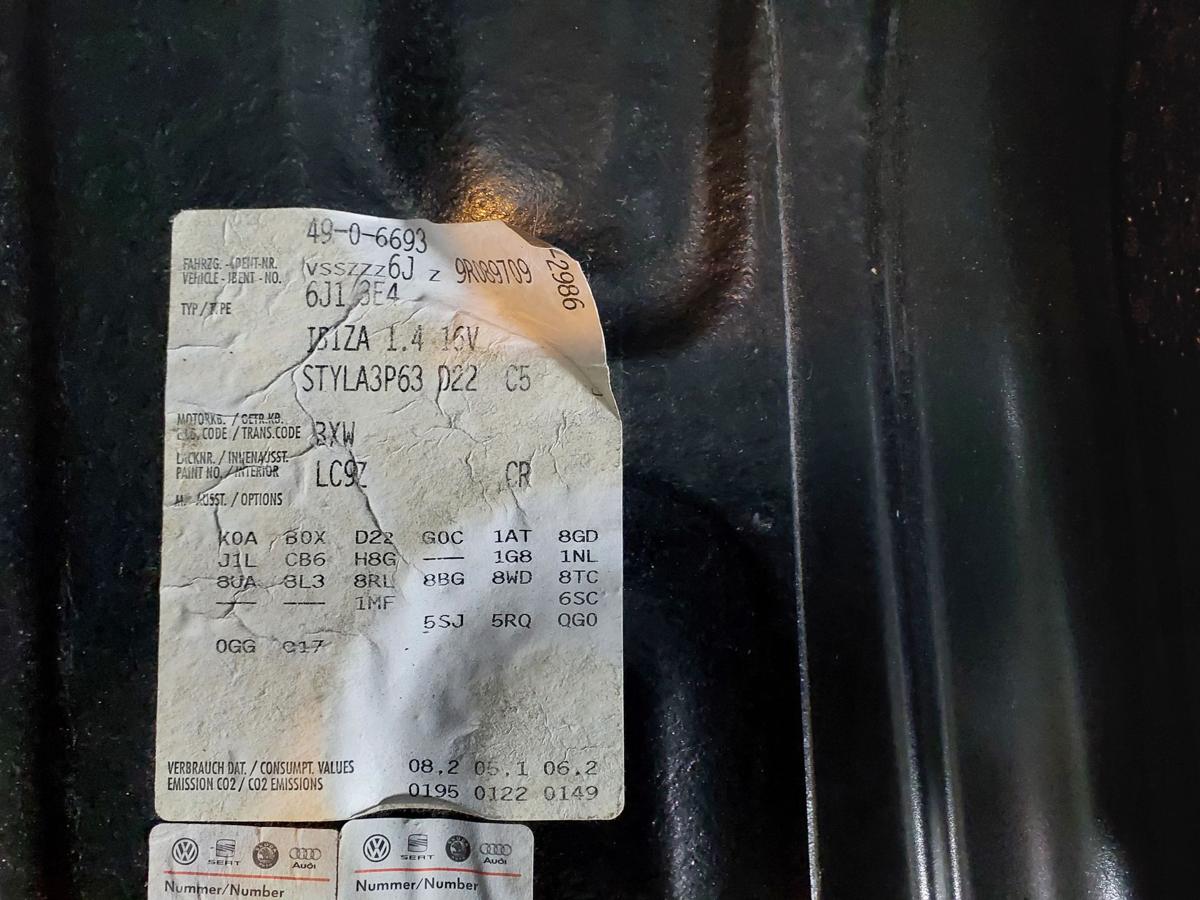 49-0-6693
FAHRZG.-IDENT-NR. VSSZZZ6J Z 9R089709
VEHICLE-IDENT-NO.
TYP/TYPE 6J1 3E4
IBIZA 1.4 16V
STYLA3P63 D22 C5
MOTORKB. / GETR.KB. BXW
ENG.CODE / TRANS.CODE
LACKNR. / INNENAUSST. LC9Z CR
PAINT NO. / INTERIOR
M.-AUSST. / OPTIONS
K0A B0X D22 G0C 1AT 8GD
J1L CB6 H8G — 1G8 1NL
8UA 8L3 8RL 8BG 8WD 8TC
— — 1MF 6SC
5SJ 5RQ QG0
0GG C17
VERBRAUCH DAT. / CONSUMPT. VALUES 08,2 05.1 06.2
EMISSION CO2 / CO2 EMISSIONS 0195 0122 0149
SEAT Audi
Nummer/Number
SEAT Audi
Nummer/Number